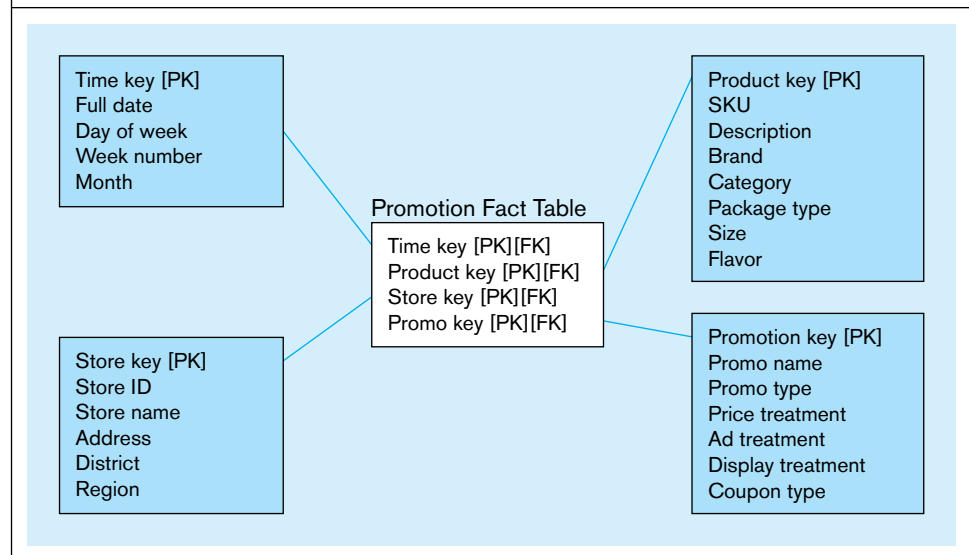 Time key [PK]
Full date
Day of week
Week number
Month
Product key [PK]
SKU
Description
Brand
Category
Package type
Size
Flavor
Promotion Fact Table
Time key [PK][FK]
Product key [PK][FK]
Store key [PK][FK]
Promo key [PK][FK]
Store key [PK]
Store ID
Store name
Address
District
Region
Promotion key [PK]
Promo name
Promo type
Price treatment
Ad treatment
Display treatment
Coupon type